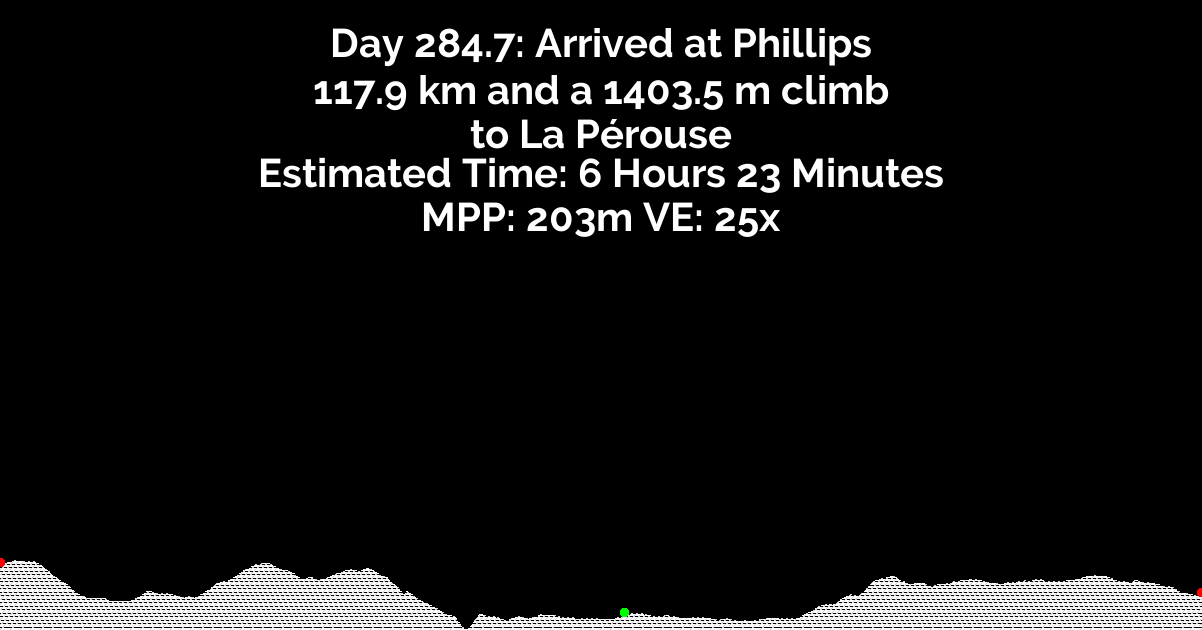 Day 284.7: Arrived at Phillips
117.9 km and a 1403.5 m climb
to La Pérouse
Estimated Time: 6 Hours 23 Minutes
MPP: 203m VE: 25x